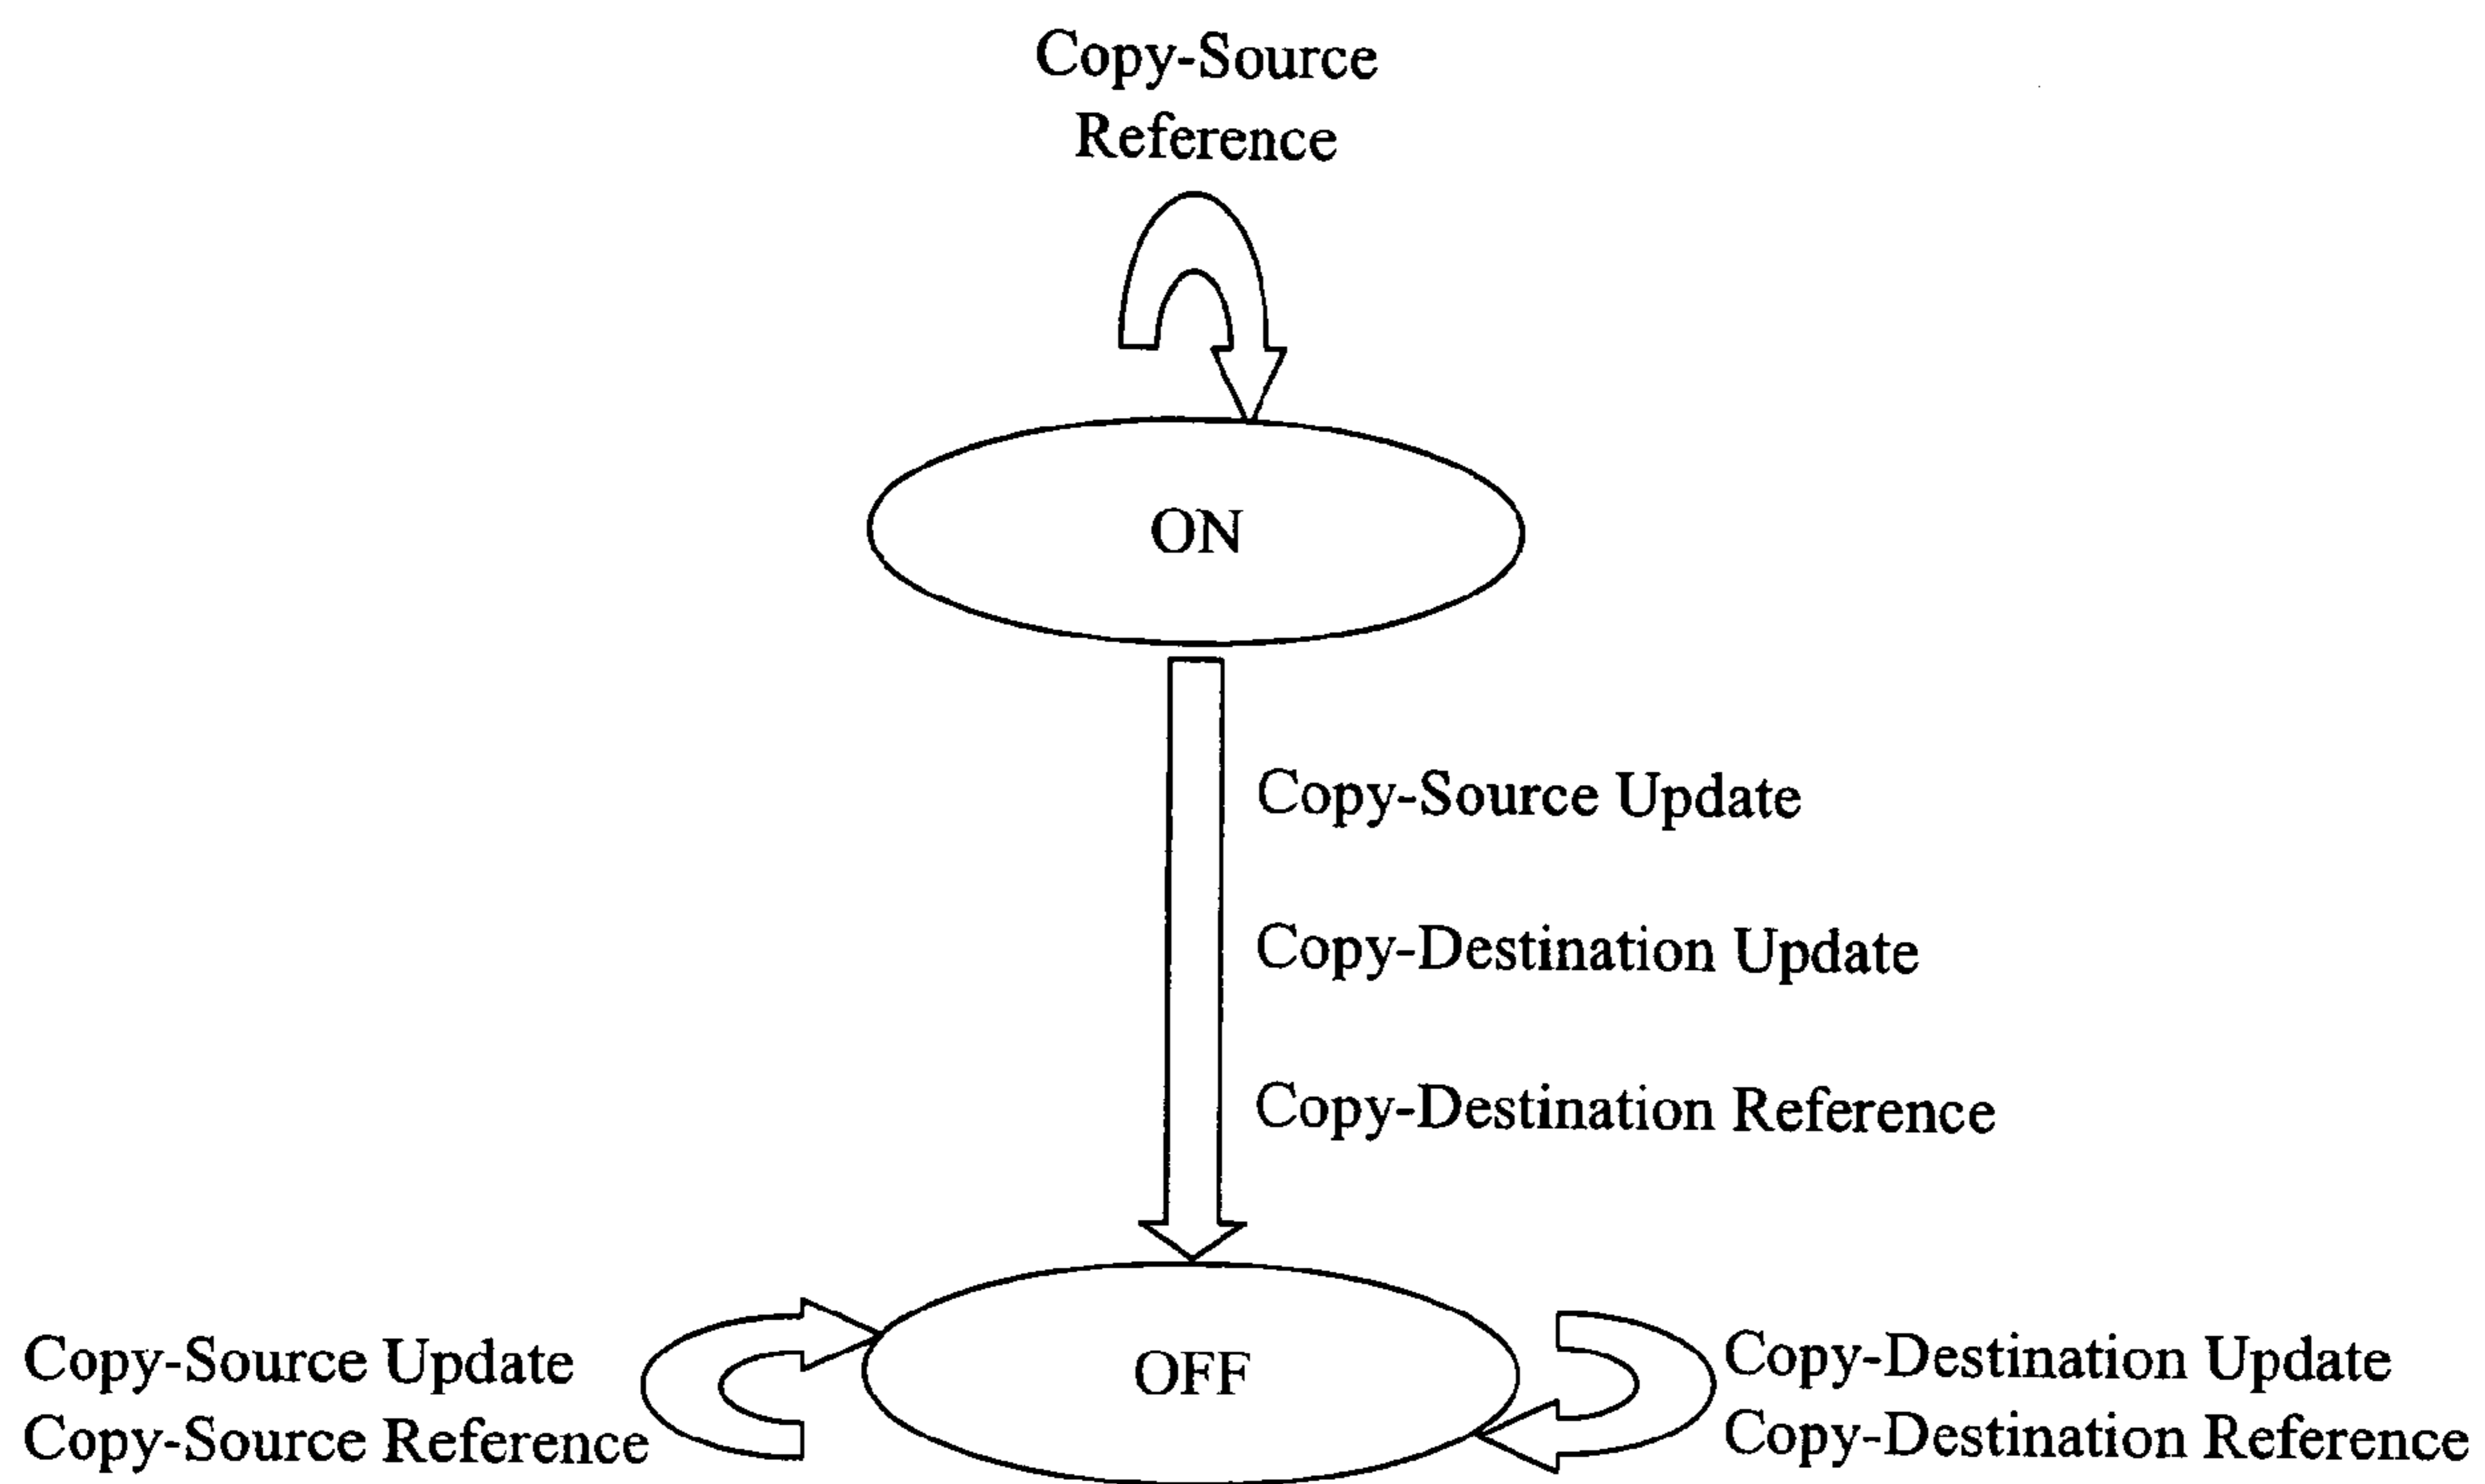 Copy-Source
Reference
ON
Copy-Source Update
Copy-Destination Update
Copy-Destination Reference
OFF
Copy-Source Update
Copy-Source Reference
Copy-Destination Update
Copy-Destination Reference